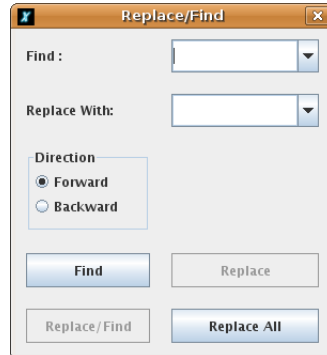 Replace/Find
Find :
Replace With:
Direction
Forward
Backward
Find Replace
Replace/Find Replace All